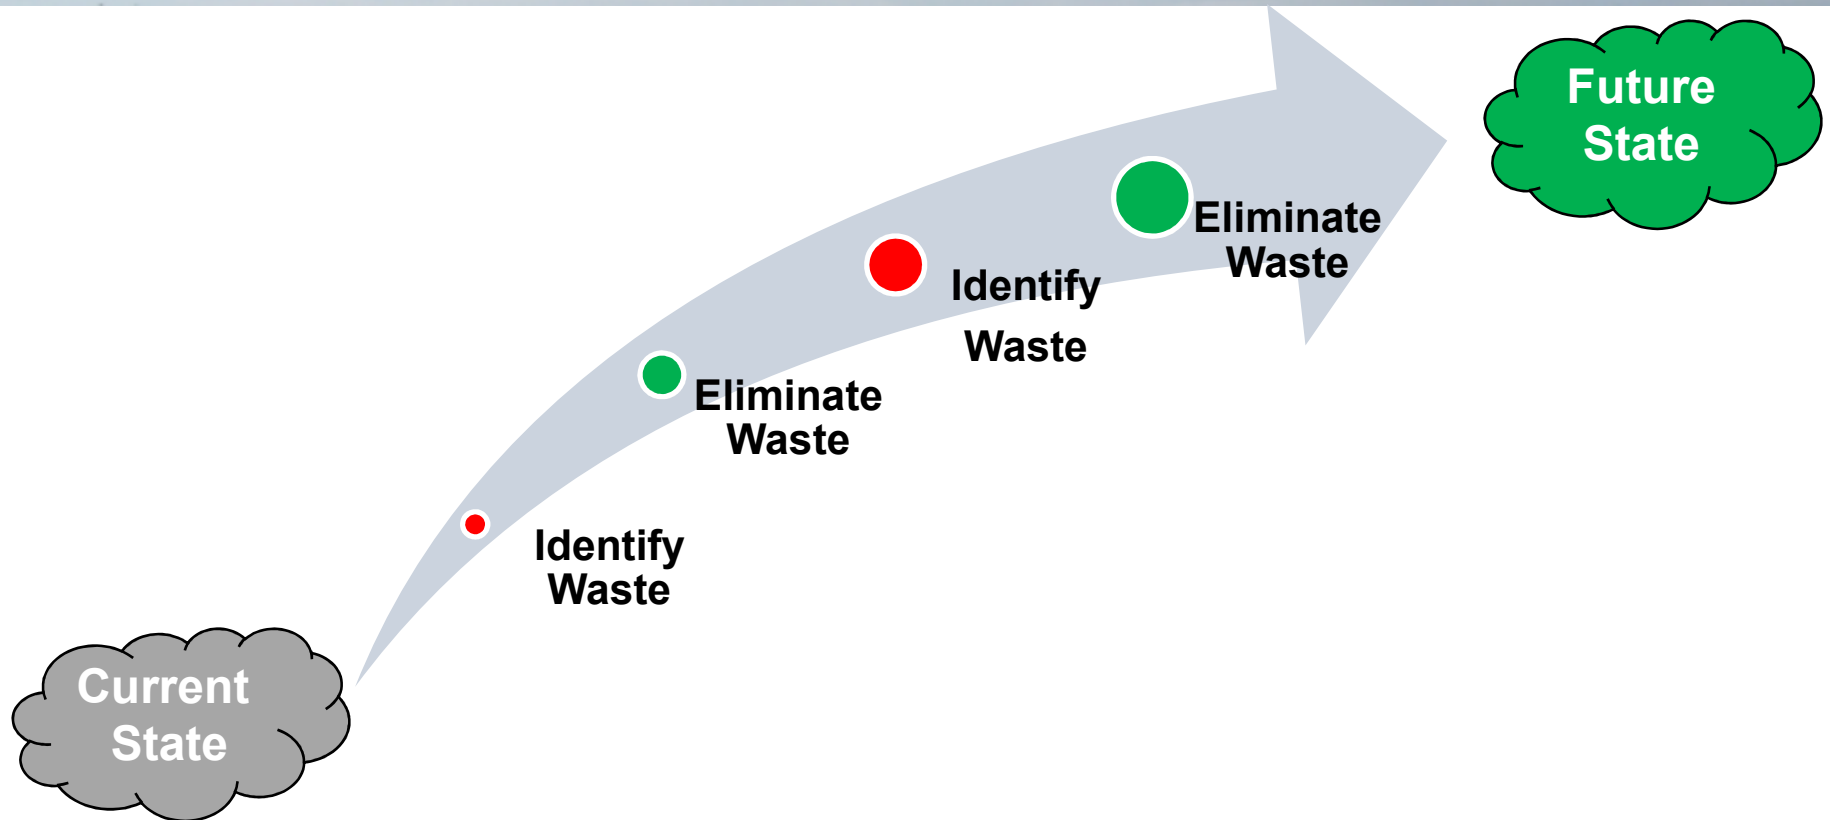 Future
State
Eliminate
Waste
Identify
Waste
Eliminate
Waste
Identify
Waste
Current
State